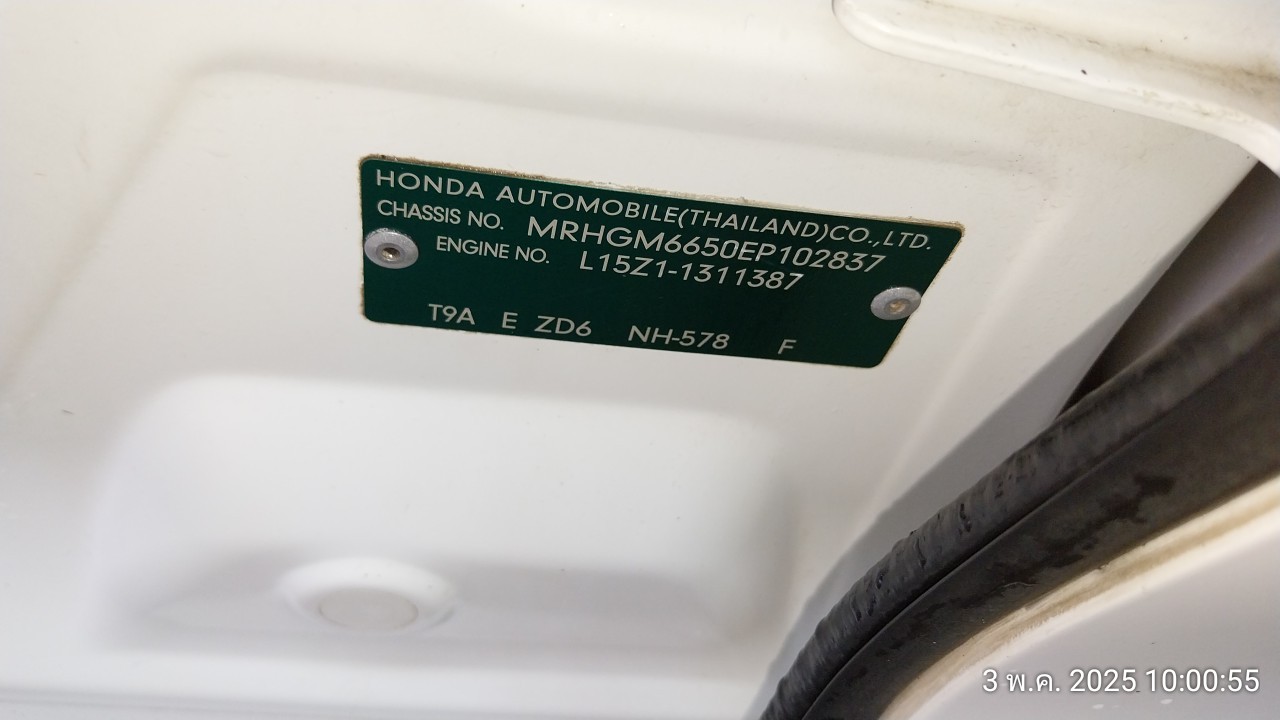 HONDA AUTOMOBILE(THAILAND)CO.,LTD.
CHASSIS NO. MRHGM6650EP102837
ENGINE NO. L15Z1-1311387
T9A E ZD6 NH-578 F
3 พ.ค. 2025 10:00:55